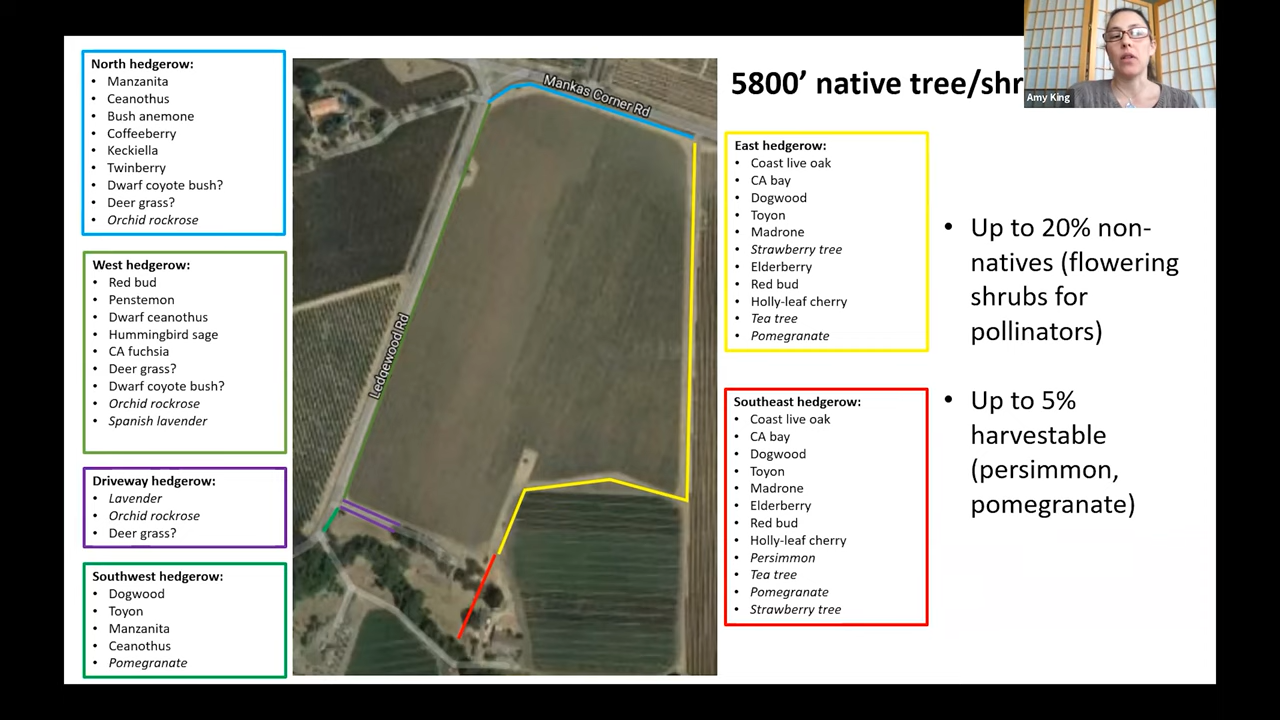 5800' native tree/shr
Amy King
North hedgerow:
• Manzanita
• Ceanothus
• Bush anemone
• Coffeeberry
• Keckiella
• Twinberry
• Dwarf coyote bush?
• Deer grass?
• Orchid rockrose
West hedgerow:
• Red bud
• Penstemon
• Dwarf ceanothus
• Hummingbird sage
• CA fuchsia
• Deer grass?
• Dwarf coyote bush?
• Orchid rockrose
• Spanish lavender
Driveway hedgerow:
• Lavender
• Orchid rockrose
• Deer grass?
Southwest hedgerow:
• Dogwood
• Toyon
• Manzanita
• Ceanothus
• Pomegranate
Mankas Corner Rd
Ledgewood Rd
East hedgerow:
• Coast live oak
• CA bay
• Dogwood
• Toyon
• Madrone
• Strawberry tree
• Elderberry
• Red bud
• Holly-leaf cherry
• Tea tree
• Pomegranate
Southeast hedgerow:
• Coast live oak
• CA bay
• Dogwood
• Toyon
• Madrone
• Elderberry
• Red bud
• Holly-leaf cherry
• Persimmon
• Tea tree
• Pomegranate
• Strawberry tree
• Up to 20% non-
natives (flowering
shrubs for
pollinators)
• Up to 5%
harvestable
(persimmon,
pomegranate)